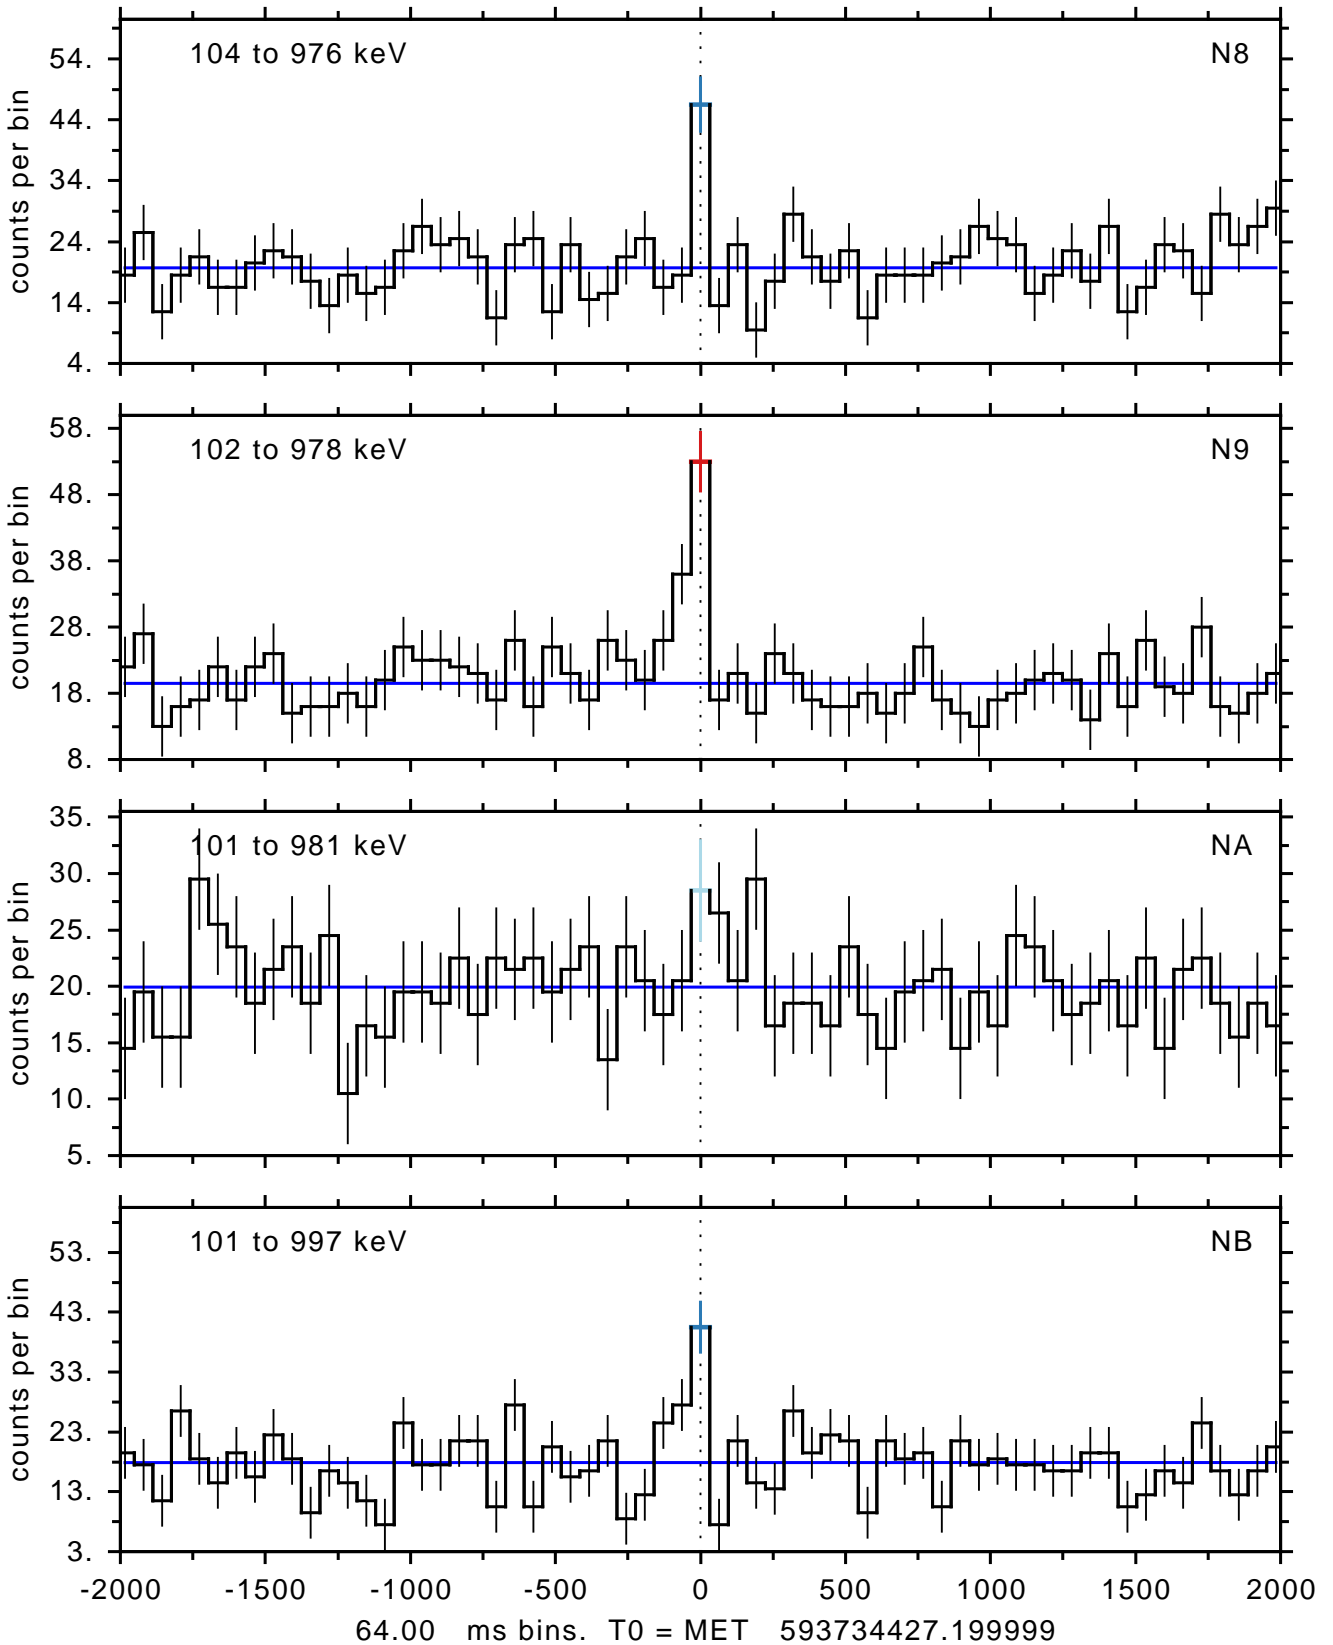 104 to 976 keV N8
54.
44.
34.
24.
14.
4.
counts per bin
102 to 978 keV N9
58.
48.
38.
28.
18.
8.
counts per bin
101 to 981 keV NA
35.
30.
25.
20.
15.
10.
5.
counts per bin
101 to 997 keV NB
53.
43.
33.
23.
13.
3.
counts per bin
-2000 -1500 -1000 -500 0 500 1000 1500 2000
64.00 ms bins. T0 = MET 593734427.199999